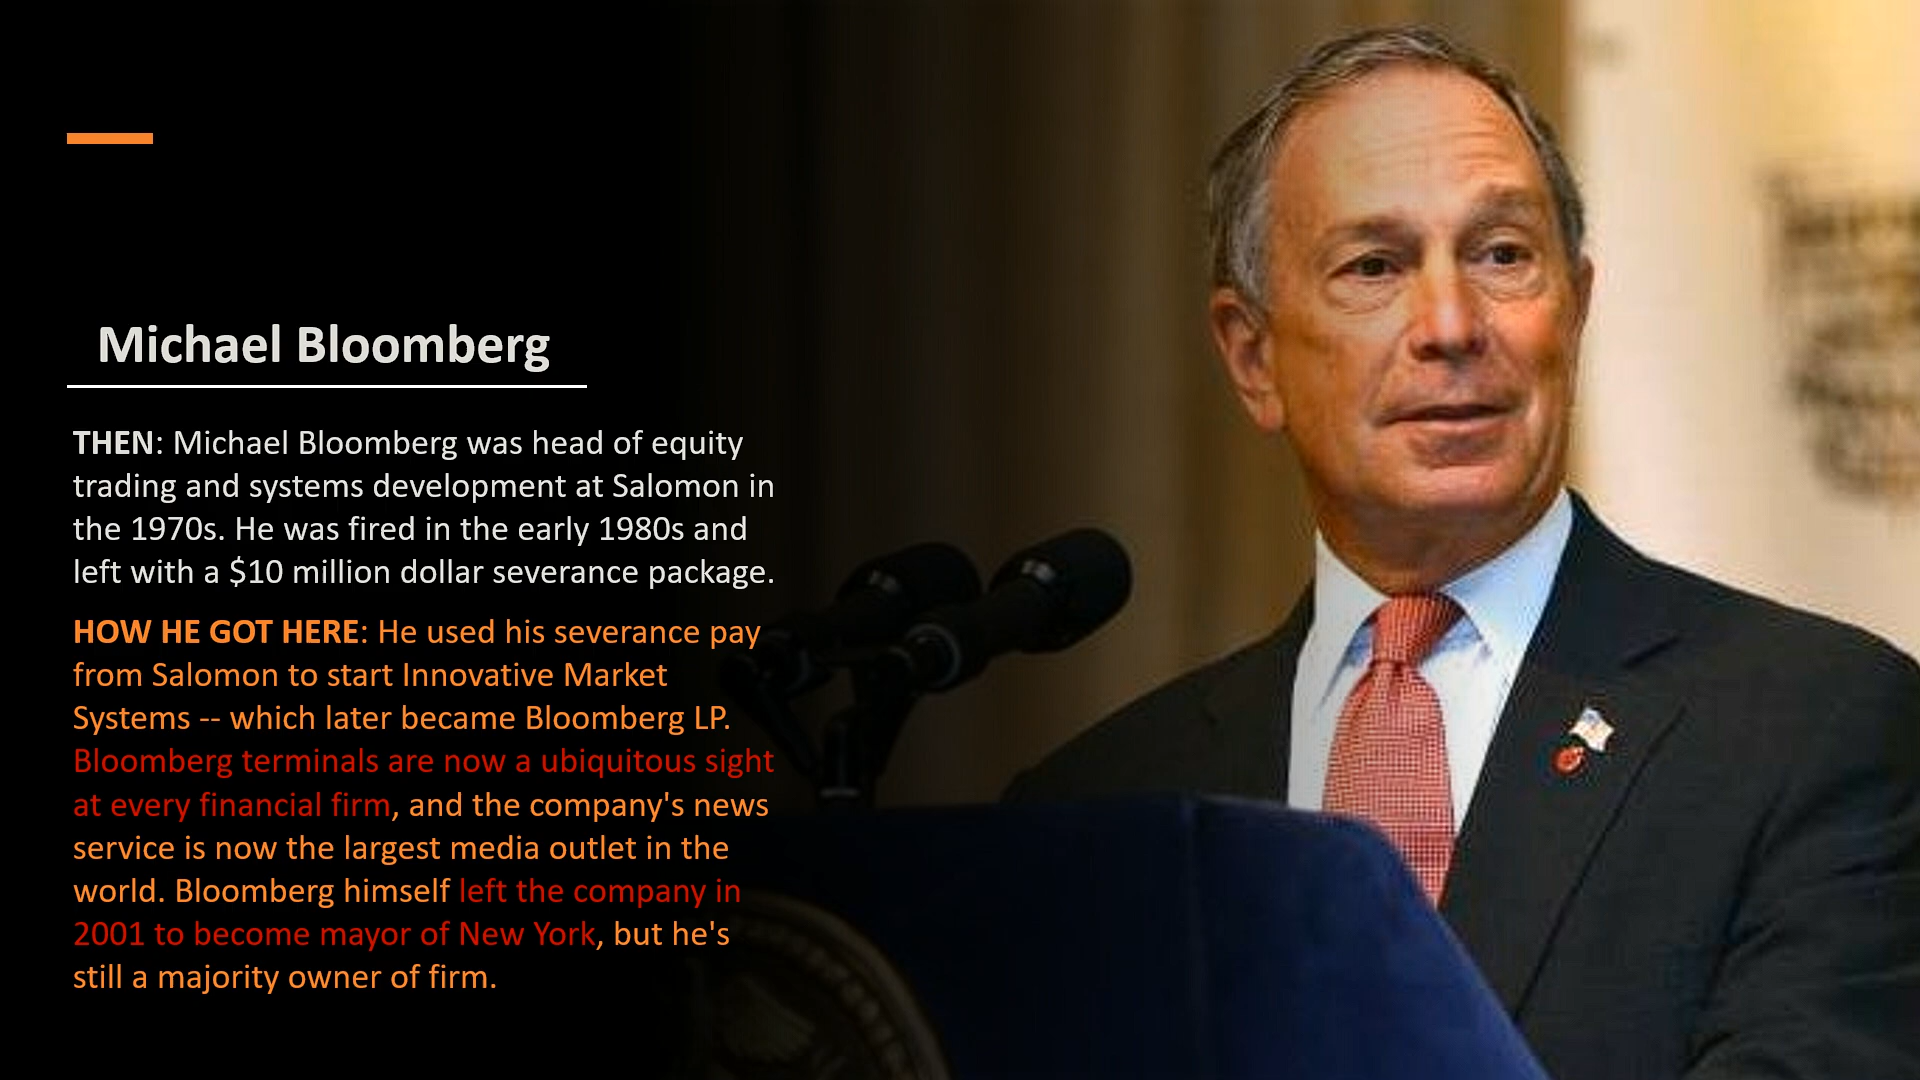 Michael Bloomberg
THEN: Michael Bloomberg was head of equity
trading and systems development at Salomon in
the 1970s. He was fired in the early 1980s and
left with a $10 million dollar severance package.
HOW HE GOT HERE: He used his severance pay
from Salomon to start Innovative Market
Systems -- which later became Bloomberg LP.
Bloomberg terminals are now a ubiquitous sight
at every financial firm, and the company's news
service is now the largest media outlet in the
world. Bloomberg himself left the company in
2001 to become mayor of New York, but he's
still a majority owner of firm.